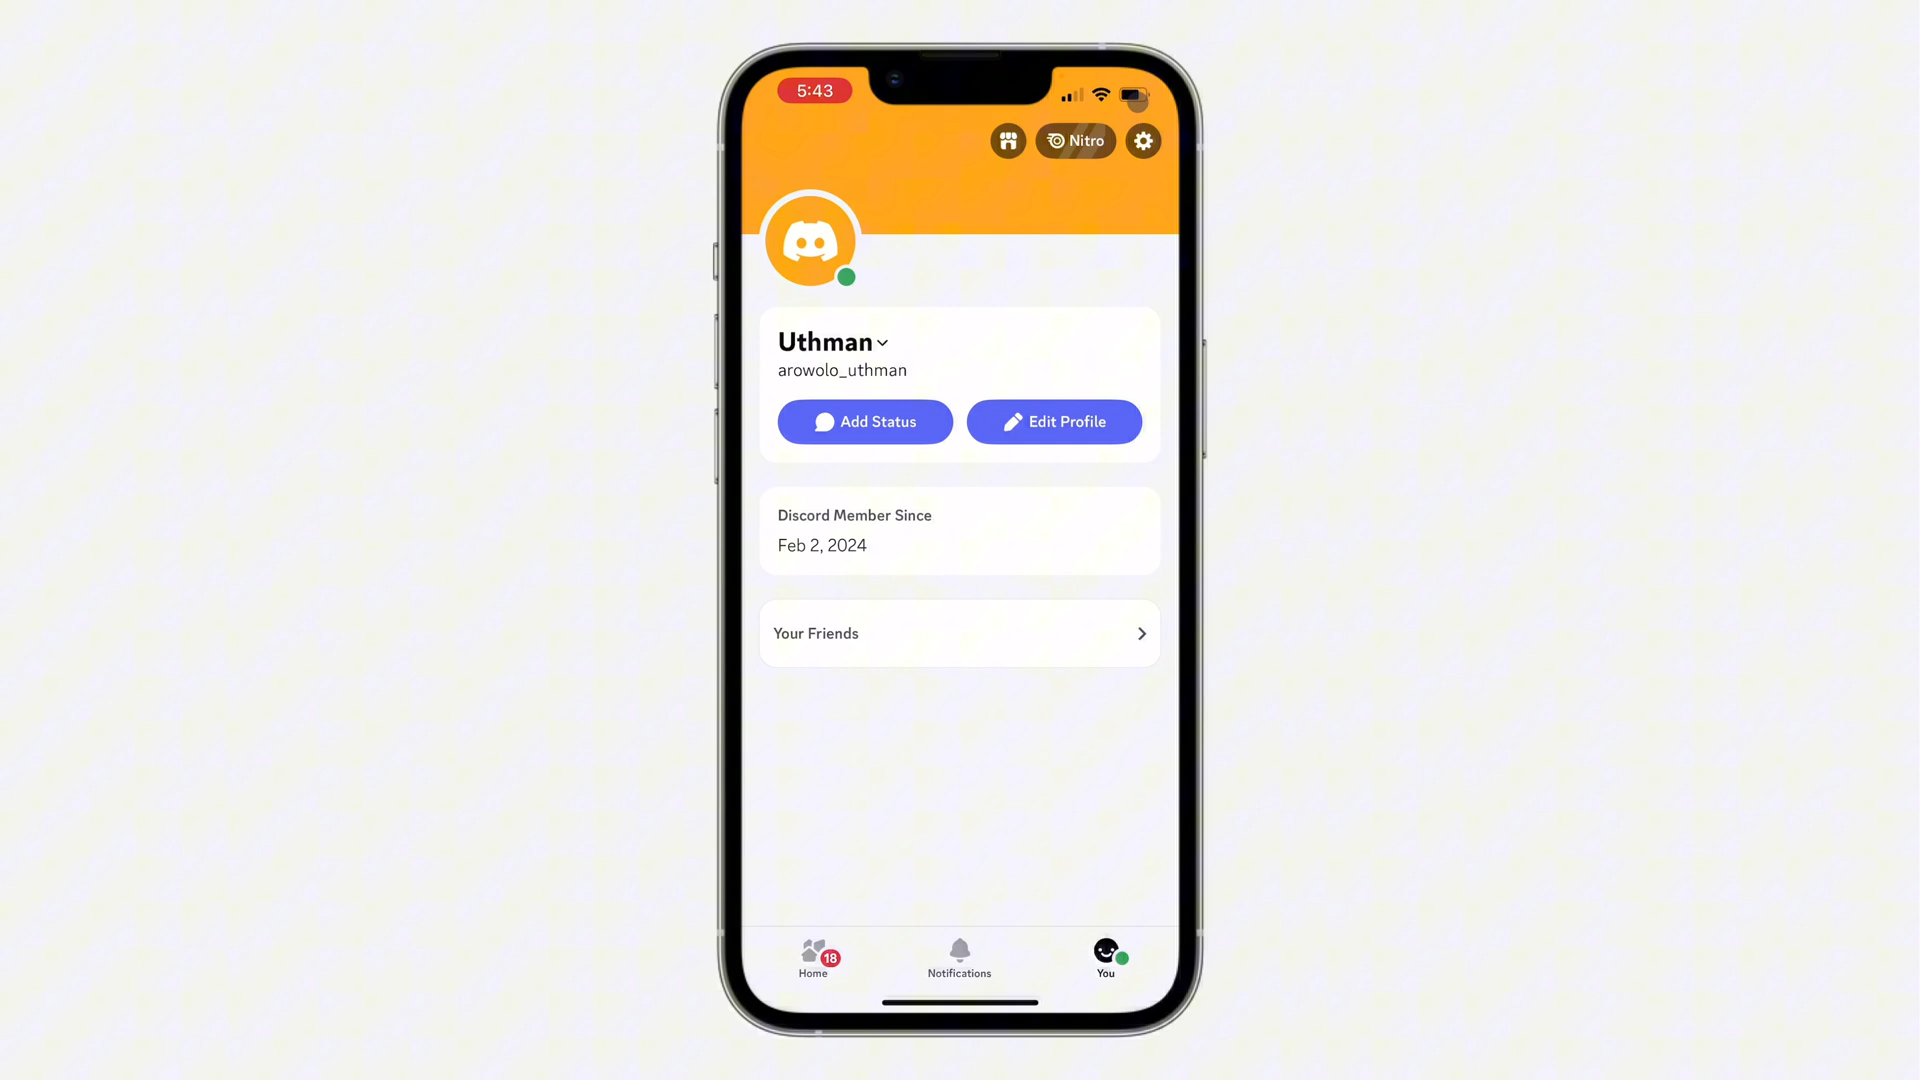 5:43
Nitro
Uthman
arowolo_uthman
Add Status
Edit Profile
Discord Member Since
Feb 2, 2024
Your Friends
18
Home
Notifications
You